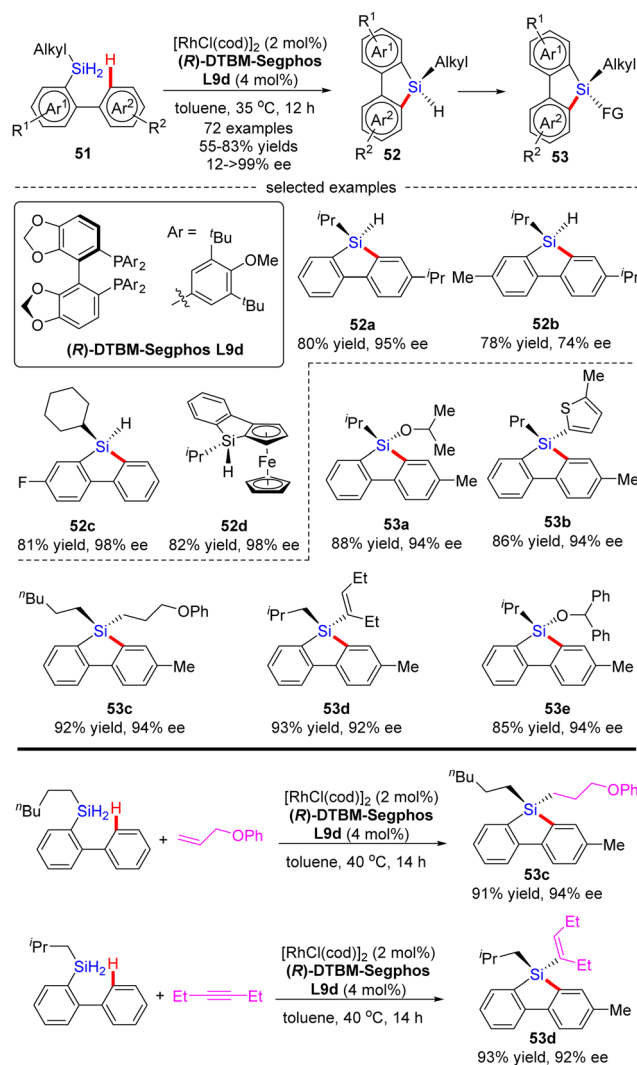 Alkyl
SiH2
H
Ar1
Ar2
R1
R2
51
[RhCl(cod)]2 (2 mol%)
(R)-DTBM-Segphos
L9d (4 mol%)
toluene, 35 oC, 12 h
72 examples
55-83% yields
12->99% ee
R1
Ar1
Alkyl
Si
H
Ar2
R2
52
R1
Ar1
Alkyl
Si
FG
Ar2
R2
53
selected examples
O
O
PAr2
PAr2
O
O
Ar =
tBu
OMe
tBu
(R)-DTBM-Segphos L9d
iPr
H
Si
iPr
52a
80% yield, 95% ee
iPr
H
Si
Me
iPr
52b
78% yield, 74% ee
H
Si
F
52c
81% yield, 98% ee
Si
iPr
H
Fe
52d
82% yield, 98% ee
iPr
O
Me
Me
Si
Me
53a
88% yield, 94% ee
Me
S
iPr
Si
Me
53b
86% yield, 94% ee
nBu
OPh
Si
Me
53c
92% yield, 94% ee
Et
iPr
Et
Si
Me
53d
93% yield, 92% ee
iPr
O
Ph
Ph
Si
Me
53e
85% yield, 94% ee
nBu
SiH2
H
+
OPh
[RhCl(cod)]2 (2 mol%)
(R)-DTBM-Segphos
L9d (4 mol%)
toluene, 40 oC, 14 h
nBu
OPh
Si
Me
53c
91% yield, 94% ee
iPr
SiH2
H
+
Et
Et
[RhCl(cod)]2 (2 mol%)
(R)-DTBM-Segphos
L9d (4 mol%)
toluene, 40 oC, 14 h
Et
iPr
Et
Si
Me
53d
93% yield, 92% ee